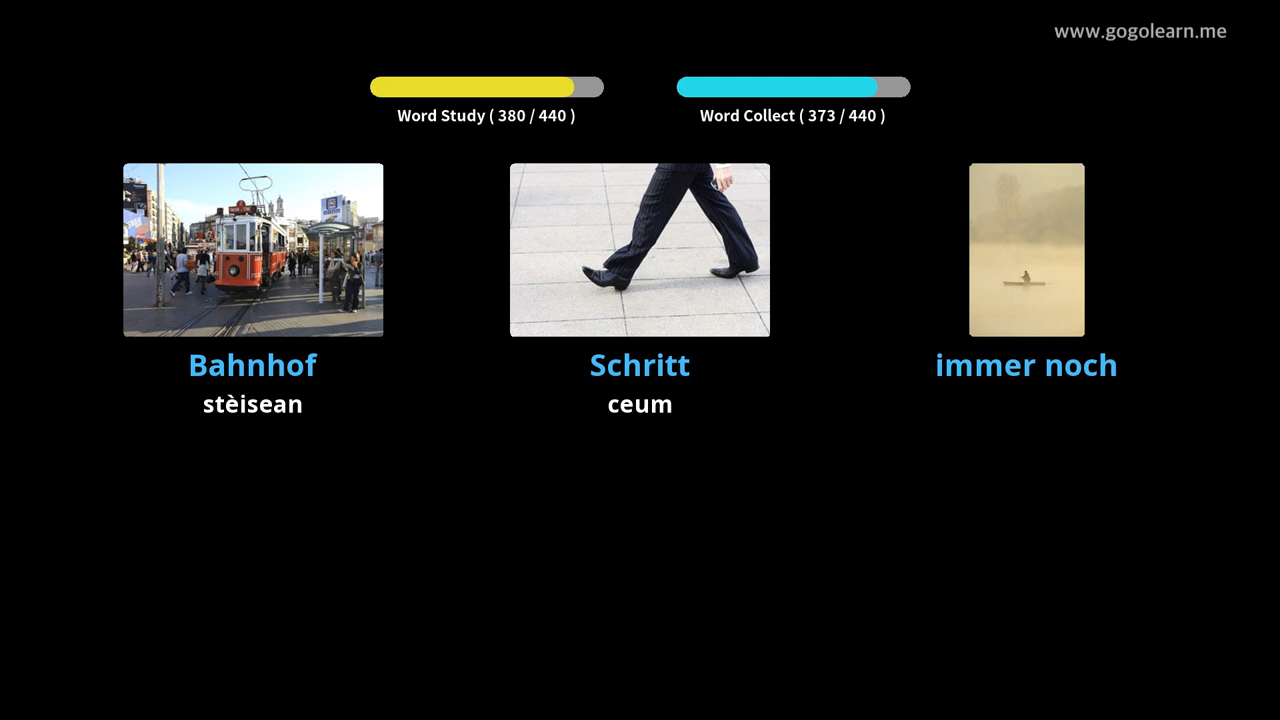 www.gogolearn.me
Word Study ( 380 / 440 )
Word Collect ( 373 / 440 )
Bahnhof
stèisean
Schritt
ceum
immer noch